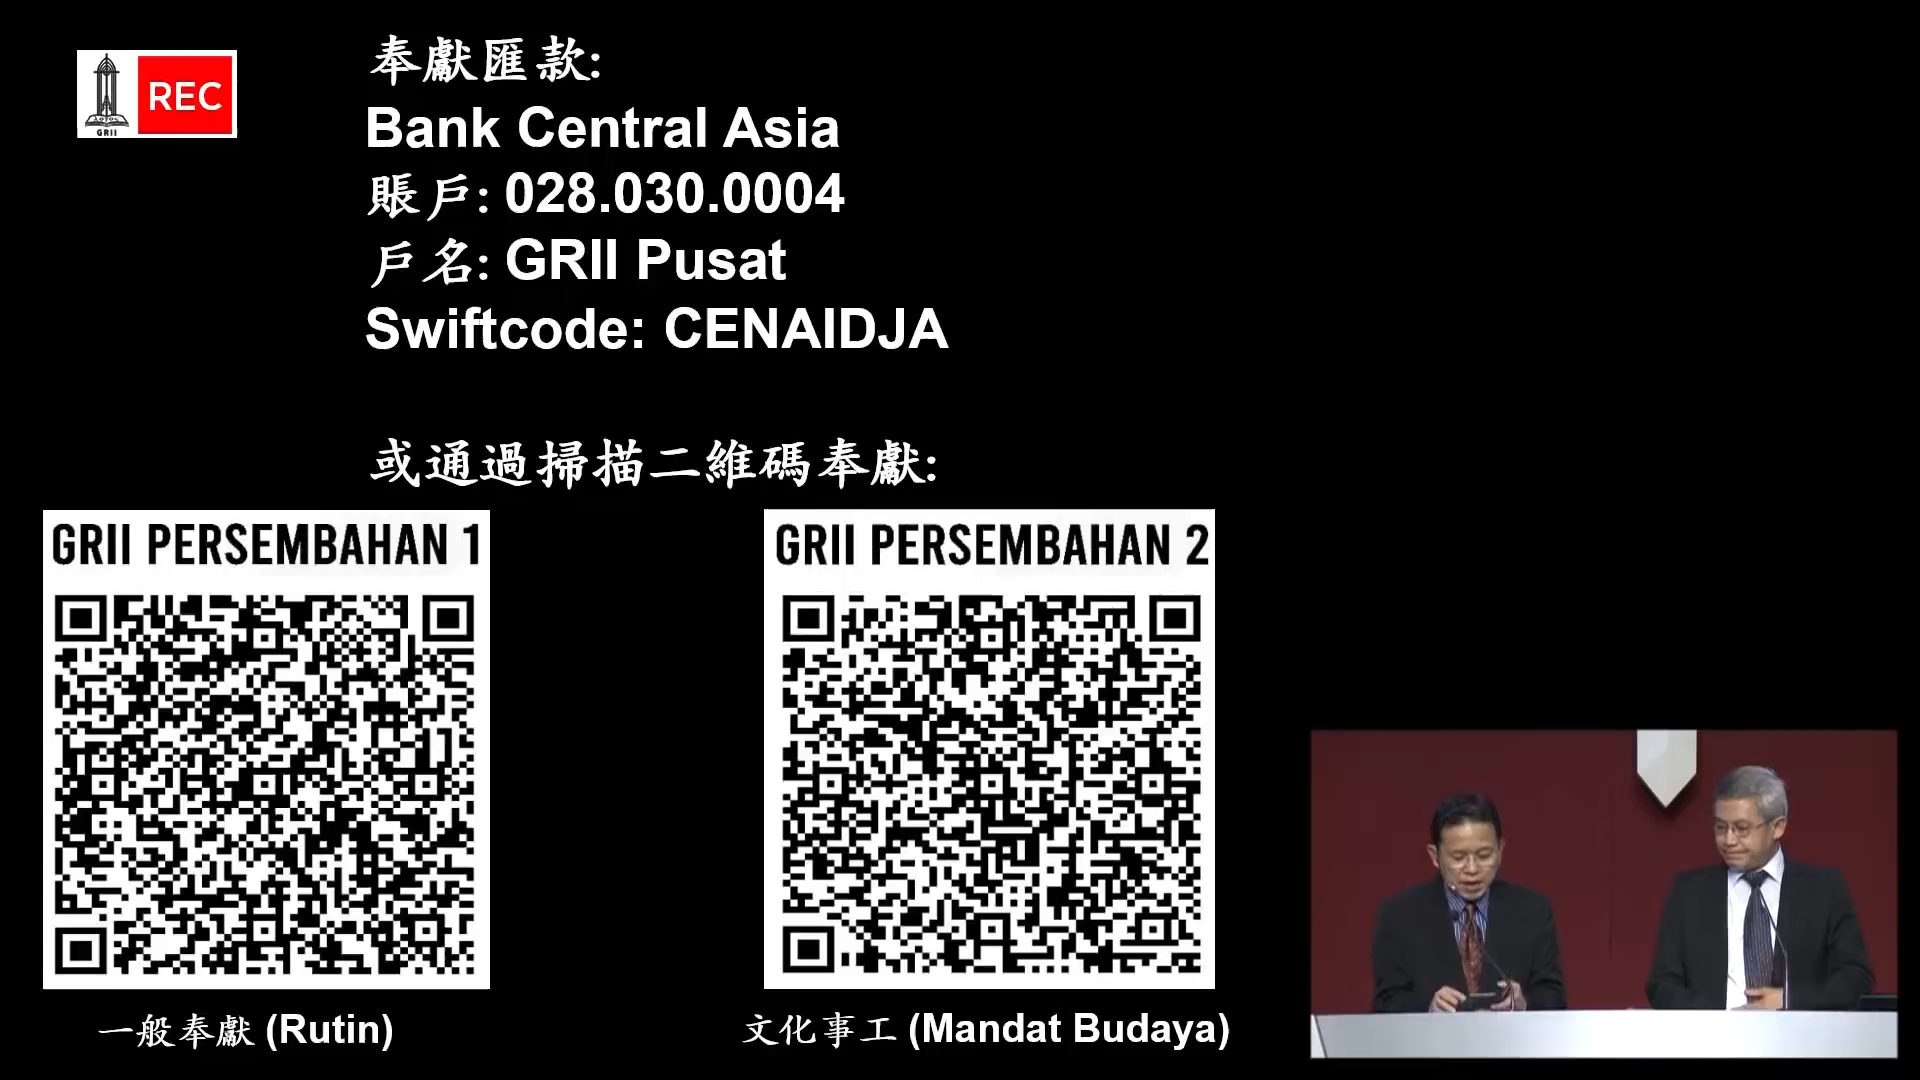 GRII
REC
奉獻匯款:
Bank Central Asia
賬戶: 028.030.0004
戶名: GRII Pusat
Swiftcode: CENAIDJA
或通過掃描二維碼奉獻:
GRII PERSEMBAHAN 1
GRII PERSEMBAHAN 2
一般奉獻 (Rutin)
文化事工 (Mandat Budaya)